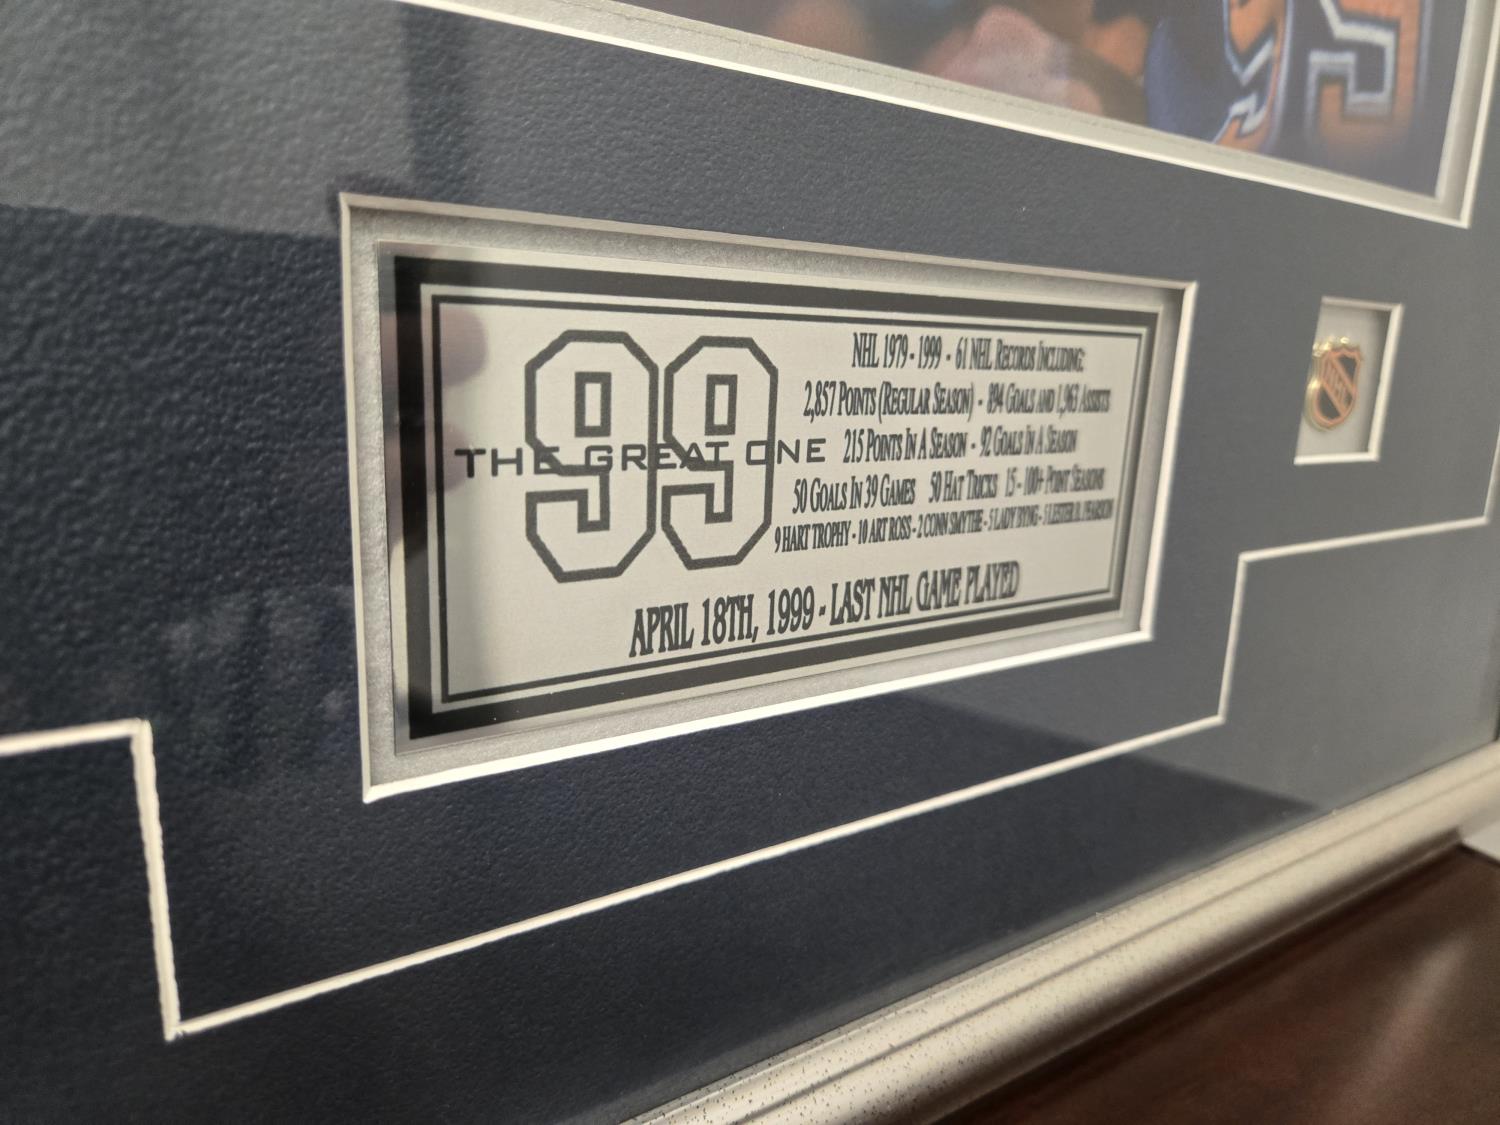 99
THE GREAT ONE
NHL 1979 - 1999 - 61 NHL RECORDS INCLUDING:
2,857 POINTS (REGULAR SEASON) - 894 GOALS AND 1,963 ASSISTS
215 POINTS IN A SEASON - 92 GOALS IN A SEASON
50 GOALS IN 39 GAMES 50 HAT TRICKS 15 - 100+ POINT SEASONS
9 HART TROPHY - 10 ART ROSS - 2 CONN SMYTHE - 5 LADY BYNG - 5 LESTER B. PEARSON
APRIL 18TH, 1999 - LAST NHL GAME PLAYED
NHL